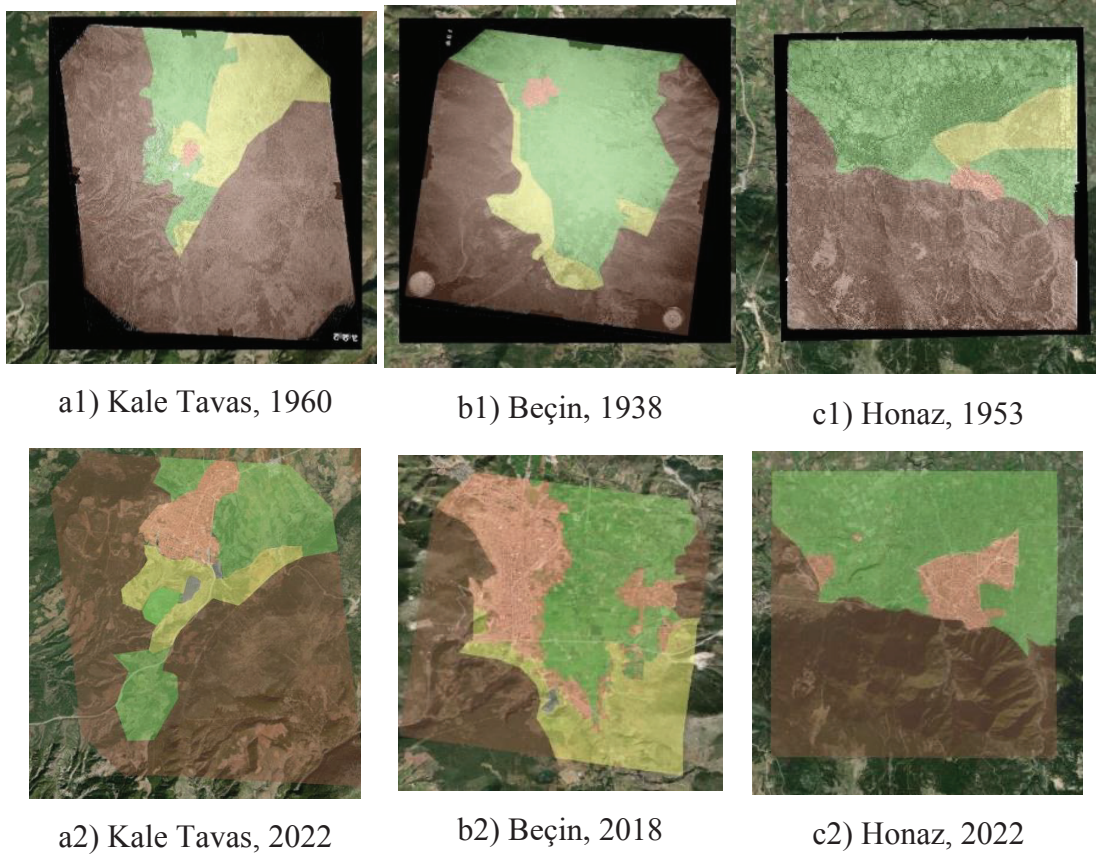 a1) Kale Tavas, 1960
b1) Beçin, 1938
c1) Honaz, 1953
a2) Kale Tavas, 2022
b2) Beçin, 2018
c2) Honaz, 2022